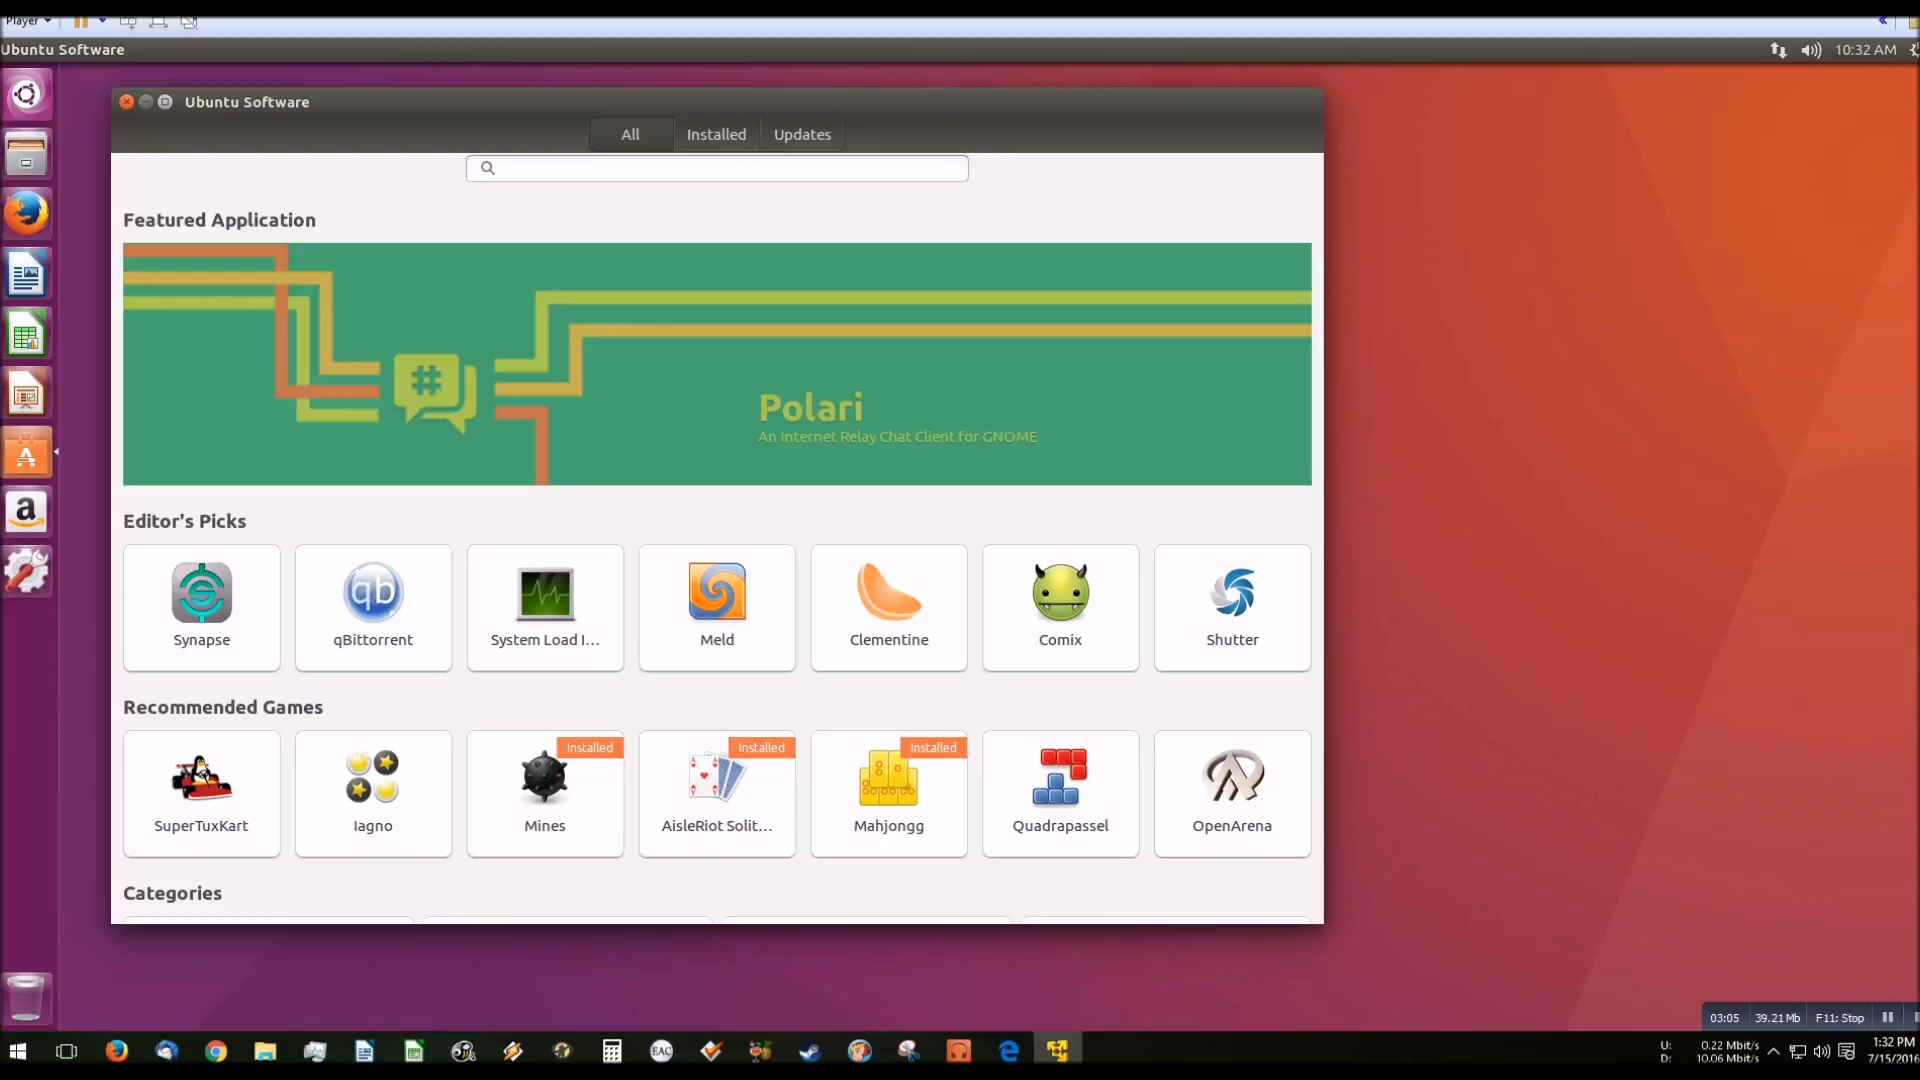 Player
Ubuntu Software
10:32 AM
Ubuntu Software
All
Installed
Updates
Featured Application
#
Polari
An Internet Relay Chat Client for GNOME
Editor's Picks
qb
Synapse
qBittorrent
System Load I...
Meld
Clementine
Comix
Shutter
Recommended Games
Installed
Installed
Installed
SuperTuxKart
Iagno
Mines
AisleRiot Solit...
Mahjongg
Quadrapassel
OpenArena
Categories
a
03:05
39.21 Mb
F11: Stop
EAC
U: 0.22 Mbit/s
D: 10.06 Mbit/s
1:32 PM
7/15/2016